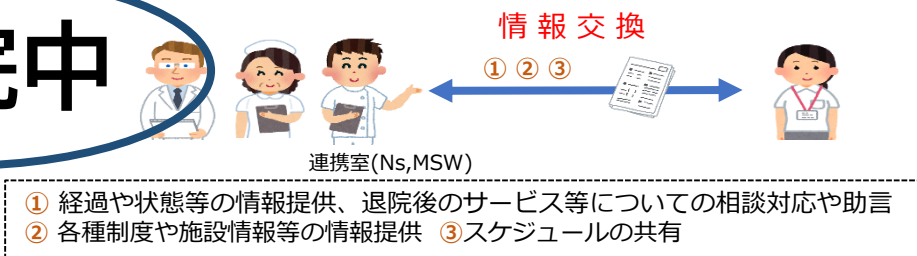 情報交換
院中
①②③
連携室(Ns,MSW)
① 経過や状態等の情報提供、退院後のサービス等についての相談対応や助言
② 各種制度や施設情報等の情報提供 ③スケジュールの共有